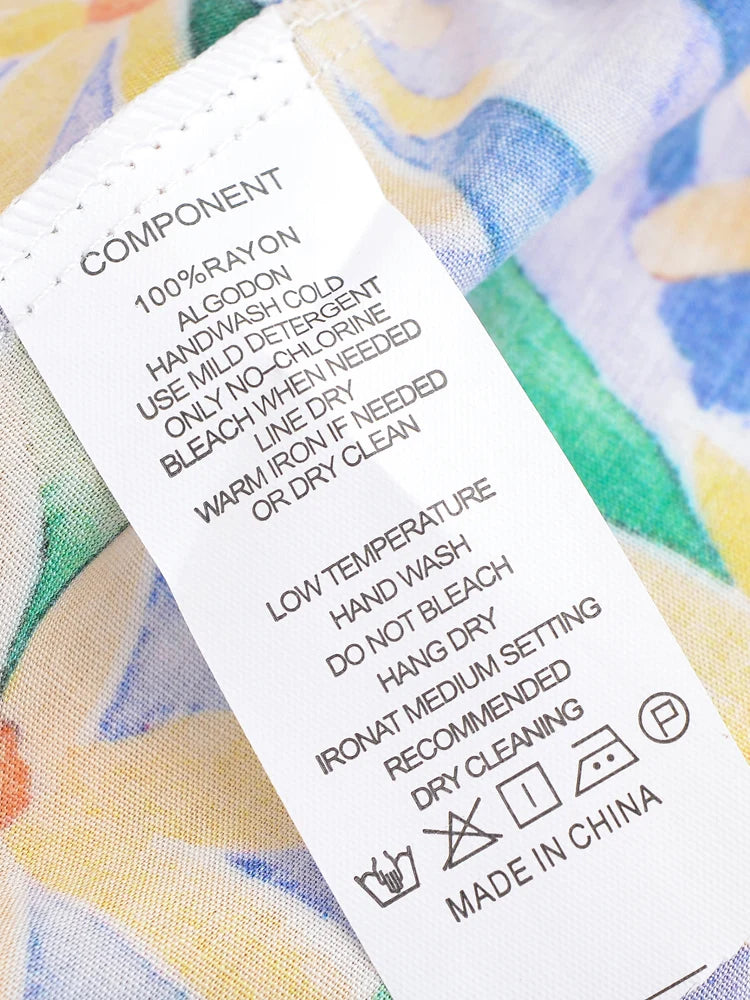 COMPONENT
100%RAYON
ALGODON
HANDWASH COLD
USE MILD DETERGENT
ONLY NO-CHLORINE
BLEACH WHEN NEEDED
LINE DRY
WARM IRON IF NEEDED
OR DRY CLEAN
LOW TEMPERATURE
HAND WASH
DO NOT BLEACH
HANG DRY
IRONAT MEDIUM SETTING
RECOMMENDED
DRY CLEANING
P
MADE IN CHINA